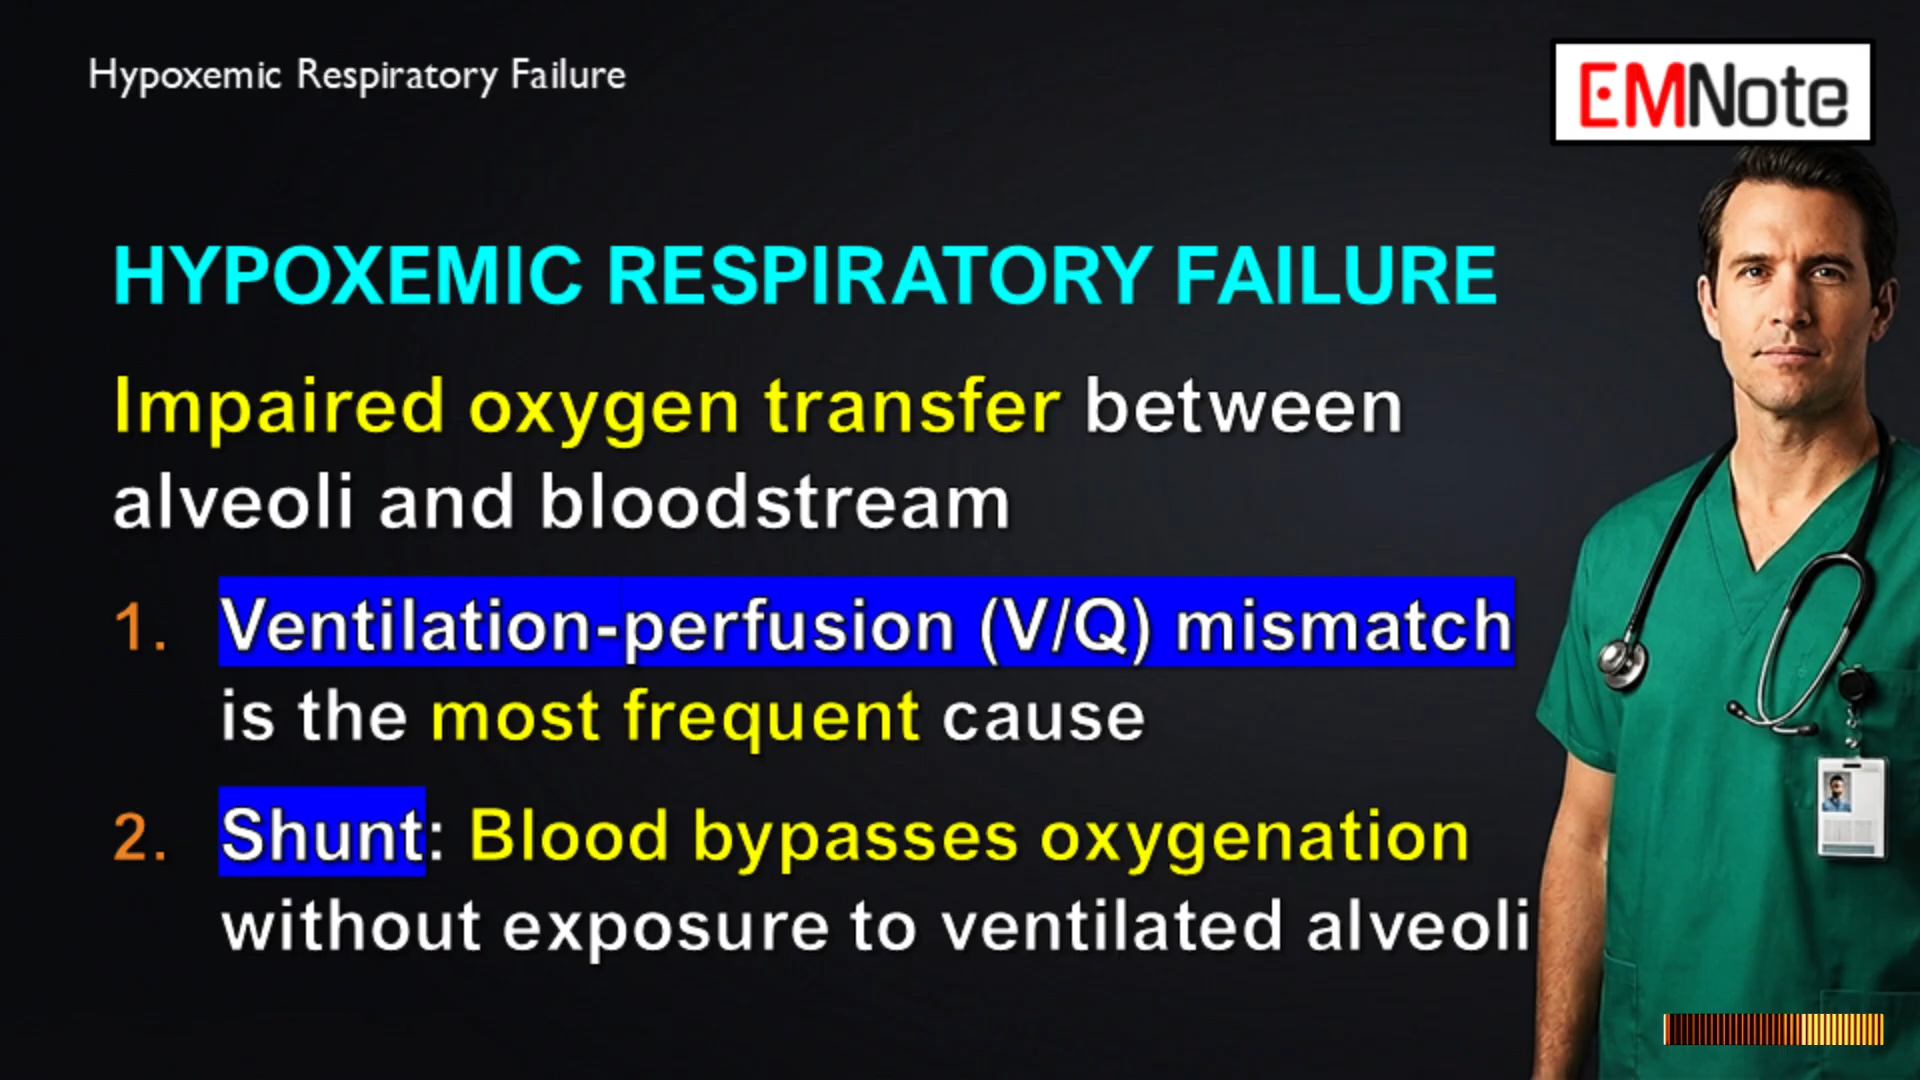 Hypoxemic Respiratory Failure
EMNote
HYPOXEMIC RESPIRATORY FAILURE
Impaired oxygen transfer between
alveoli and bloodstream
1. Ventilation-perfusion (V/Q) mismatch
is the most frequent cause
2. Shunt: Blood bypasses oxygenation
without exposure to ventilated alveoli